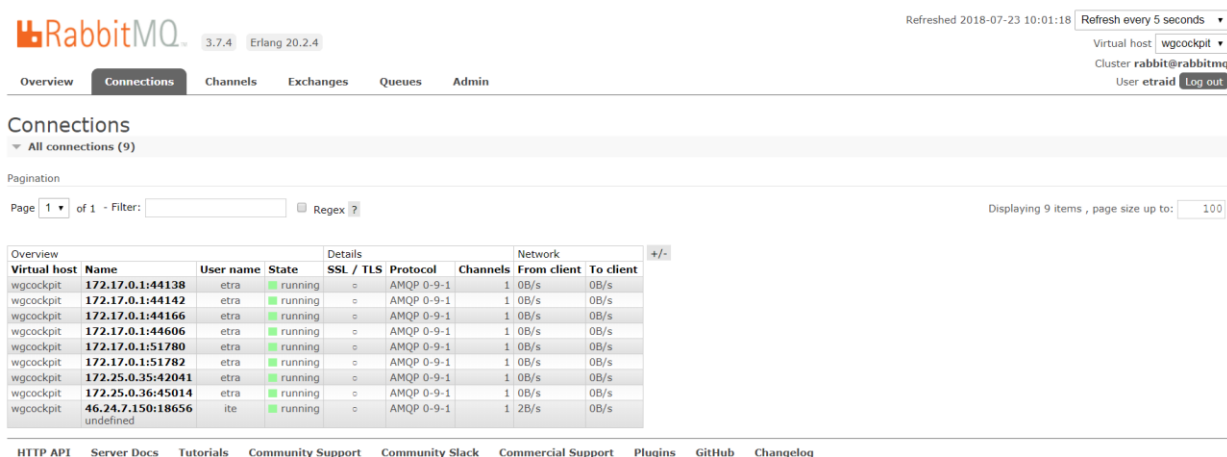 Refreshed 2018-07-23 10:01:18 Refresh every 5 seconds
RabbitMQ 3.7.4 Erlang 20.2.4
Virtual host wgcockpit
Cluster rabbit@rabbitmq
Overview Connections Channels Exchanges Queues Admin
User etraid Log out
Connections
All connections (9)
Pagination
Page 1 of 1 - Filter: Regex ? Displaying 9 items , page size up to: 100
Overview Details Network +/-
Virtual host Name User name State SSL / TLS Protocol Channels From client To client
wgcockpit 172.17.0.1:44138 etra running ○ AMQP 0-9-1 1 0B/s 0B/s
wgcockpit 172.17.0.1:44142 etra running ○ AMQP 0-9-1 1 0B/s 0B/s
wgcockpit 172.17.0.1:44166 etra running ○ AMQP 0-9-1 1 0B/s 0B/s
wgcockpit 172.17.0.1:44606 etra running ○ AMQP 0-9-1 1 0B/s 0B/s
wgcockpit 172.17.0.1:51780 etra running ○ AMQP 0-9-1 1 0B/s 0B/s
wgcockpit 172.17.0.1:51782 etra running ○ AMQP 0-9-1 1 0B/s 0B/s
wgcockpit 172.25.0.35:42041 etra running ○ AMQP 0-9-1 1 0B/s 0B/s
wgcockpit 172.25.0.36:45014 etra running ○ AMQP 0-9-1 1 0B/s 0B/s
wgcockpit 46.24.7.150:18656 ite running ○ AMQP 0-9-1 1 2B/s 0B/s
undefined
HTTP API Server Docs Tutorials Community Support Community Slack Commercial Support Plugins GitHub Changelog